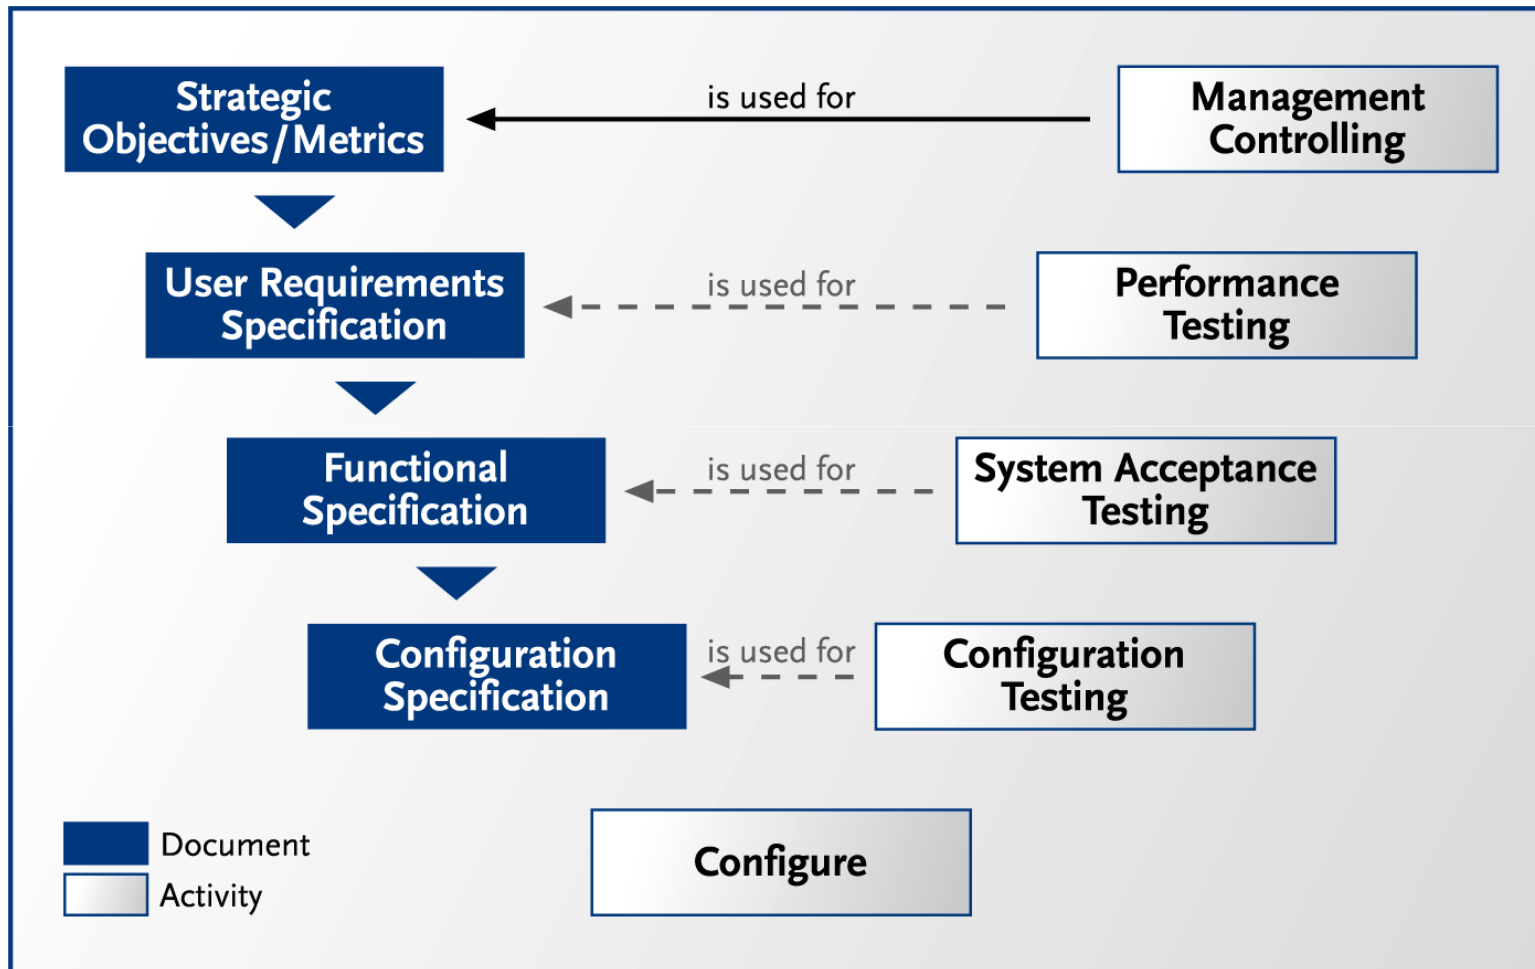 Strategic
Objectives/Metrics
is used for
Management
Controlling
User Requirements
Specification
is used for
Performance
Testing
Functional
Specification
is used for
System Acceptance
Testing
Configuration
Specification
is used for
Configuration
Testing
Configure
Document
Activity